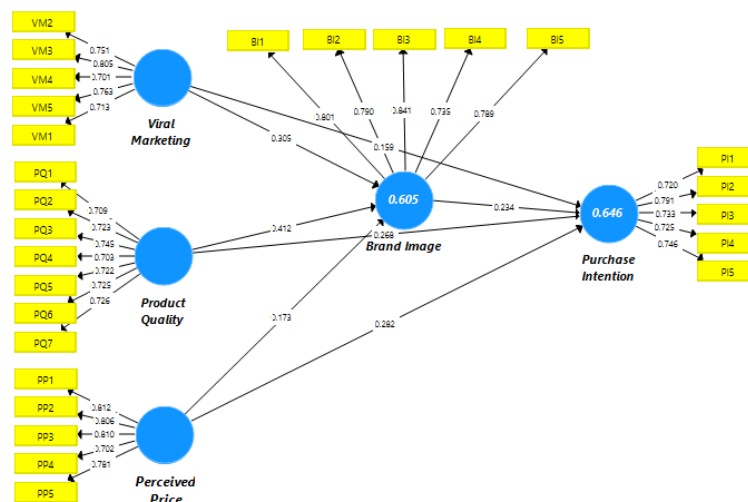 VM2
VM3
VM4
VM5
VM1
0.751
0.805
0.701
0.763
0.713
Viral
Marketing
BI1
BI2
BI3
BI4
BI5
0.801
0.790
0.841
0.735
0.789
0.305
0.159
PQ1
PQ2
PQ3
PQ4
PQ5
PQ6
PQ7
0.709
0.723
0.745
0.703
0.722
0.725
0.726
Product
Quality
0.412
0.268
0.605
Brand Image
0.234
0.646
Purchase
Intention
PI1
PI2
PI3
PI4
PI5
0.720
0.791
0.733
0.725
0.746
0.173
0.282
PP1
PP2
PP3
PP4
PP5
0.812
0.806
0.810
0.702
0.781
Perceived
Price